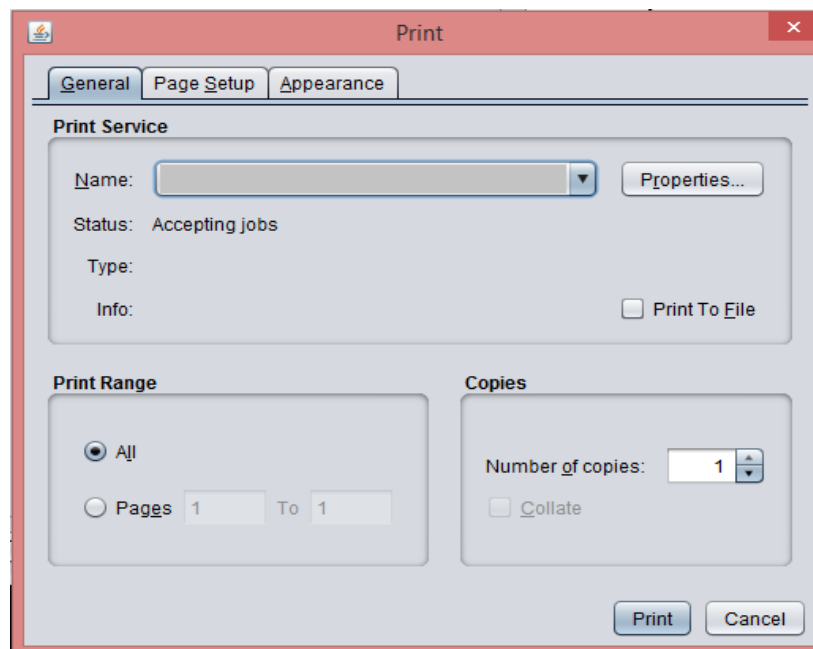 Print
General Page Setup Appearance
Print Service
Name: Properties...
Status: Accepting jobs
Type:
Info: Print To File
Print Range Copies
All
Number of copies: 1
Pages 1 To 1 Collate
Print Cancel